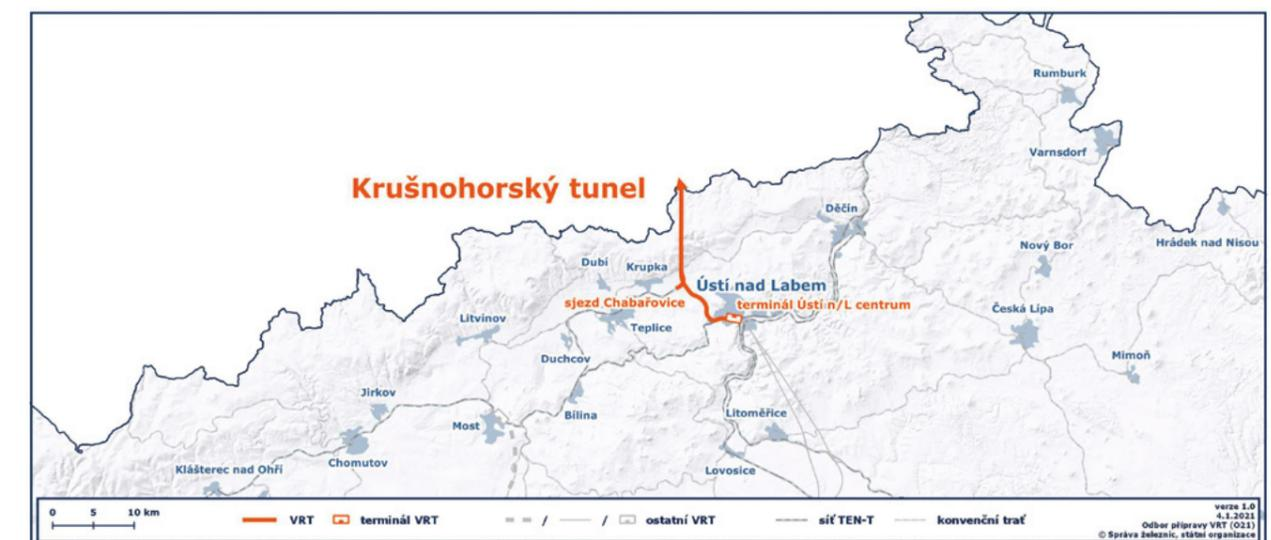 Rumburk
Varnsdorf
Krušnohorský tunel
Děčín
Hrádek nad Nisou
Nový Bor
Dubí
Krupka
Ústí nad Labem
sjezd Chabařovice
terminál Ústí n/L centrum
Česká Lípa
Litvínov
Teplice
Duchcov
Mimoň
Jirkov
Bílina
Litoměřice
Most
Chomutov
Klášterec nad Ohří
Lovosice
0 5 10 km
VRT
terminál VRT
/ / ostatní VRT
síť TEN-T
konvenční trať
verze 1.0
4.1.2021
Odbor přípravy VRT (O21)
© Správa železnic, státní organizace